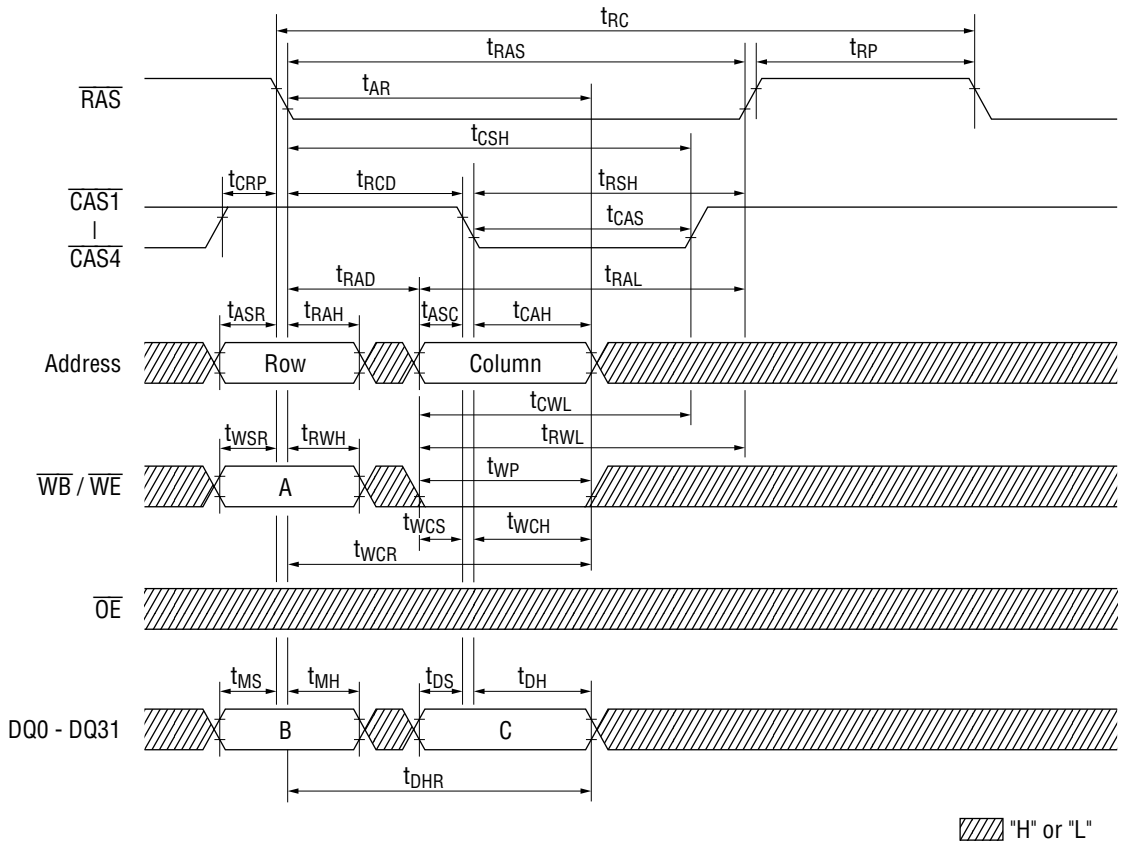 tRC
tRAS
tRP
tAR
RAS
tCSH
tCRP
tRCD
tRSH
CAS1
tCAS
CAS4
tRAD
tRAL
tASR
tRAH
tASC
tCAH
Address
Row
Column
tCWL
tWSR
tRWH
tRWL
tWP
WB / WE
A
tWCS
tWCH
tWCR
OE
tMS
tMH
tDS
tDH
DQ0 - DQ31
B
C
tDHR
"H" or "L"